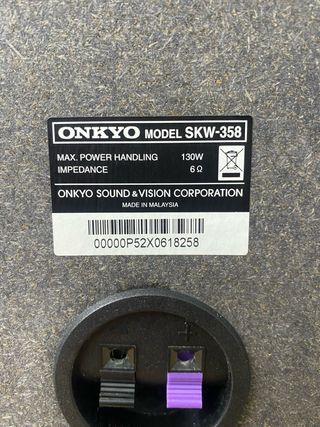 ONKYO MODEL SKW-358
MAX. POWER HANDLING 130W
IMPEDANCE 6Ω
ONKYO SOUND & VISION CORPORATION
MADE IN MALAYSIA
00000P52X0618258
- +